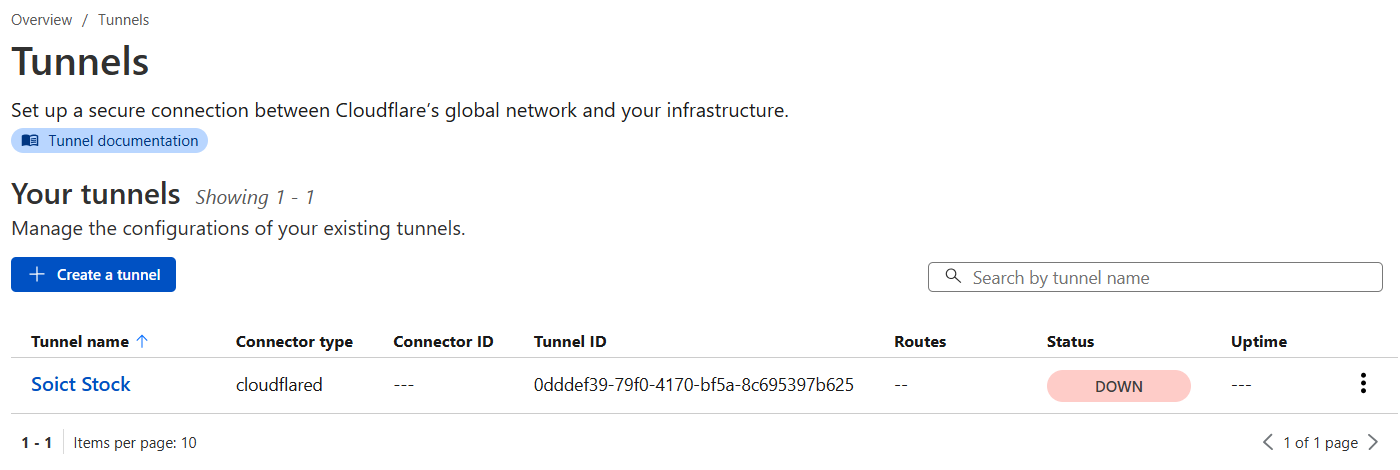 Overview / Tunnels
Tunnels
Set up a secure connection between Cloudflare’s global network and your infrastructure.
Tunnel documentation
Your tunnels Showing 1 - 1
Manage the configurations of your existing tunnels.
Create a tunnel
Search by tunnel name
Tunnel name Connector type Connector ID Tunnel ID Routes Status Uptime
Soict Stock cloudflared --- 0dddef39-79f0-4170-bf5a-8c695397b625 -- DOWN ---
1 - 1 Items per page: 10 1 of 1 page